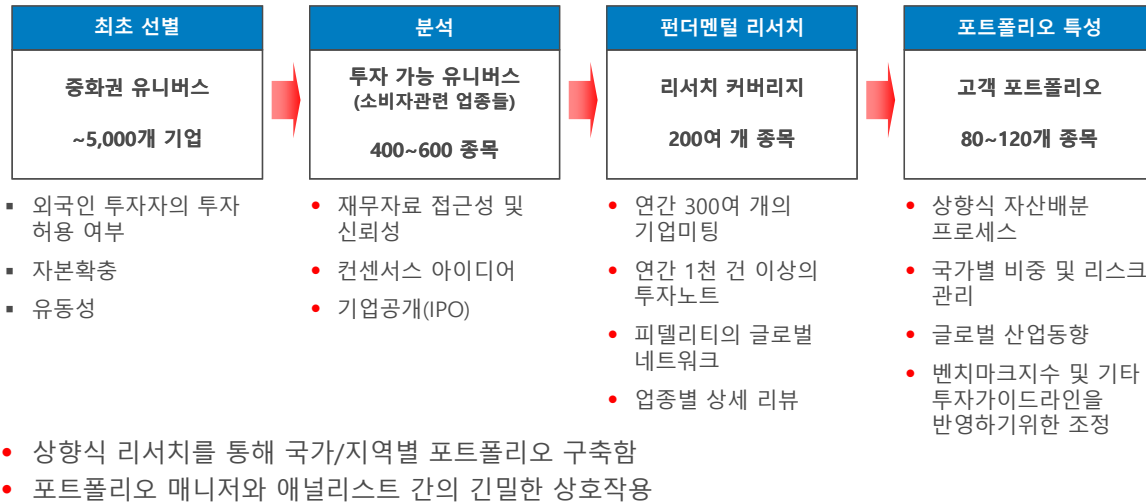 최초 선별
중화권 유니버스
~5,000개 기업
▪ 외국인 투자자의 투자
허용 여부
▪ 자본확충
▪ 유동성
분석
투자 가능 유니버스
(소비자관련 업종들)
400~600 종목
• 재무자료 접근성 및
신뢰성
• 컨센서스 아이디어
• 기업공개(IPO)
펀더멘털 리서치
리서치 커버리지
200여 개 종목
• 연간 300여 개의
기업미팅
• 연간 1천 건 이상의
투자노트
• 피델리티의 글로벌
네트워크
• 업종별 상세 리뷰
포트폴리오 특성
고객 포트폴리오
80~120개 종목
• 상향식 자산배분
프로세스
• 국가별 비중 및 리스크
관리
• 글로벌 산업동향
• 벤치마크지수 및 기타
투자가이드라인을
반영하기위한 조정
• 상향식 리서치를 통해 국가/지역별 포트폴리오 구축함
• 포트폴리오 매니저와 애널리스트 간의 긴밀한 상호작용